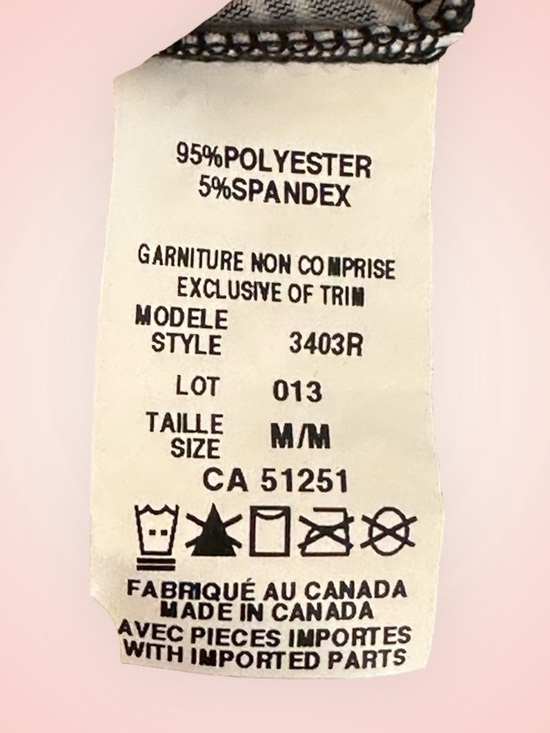 95%POLYESTER
5%SPANDEX
GARNITURE NON COMPRISE
EXCLUSIVE OF TRIM
MODELE
STYLE 3403R
LOT 013
TAILLE
SIZE M/M
CA 51251
FABRIQUÉ AU CANADA
MADE IN CANADA
AVEC PIECES IMPORTES
WITH IMPORTED PARTS